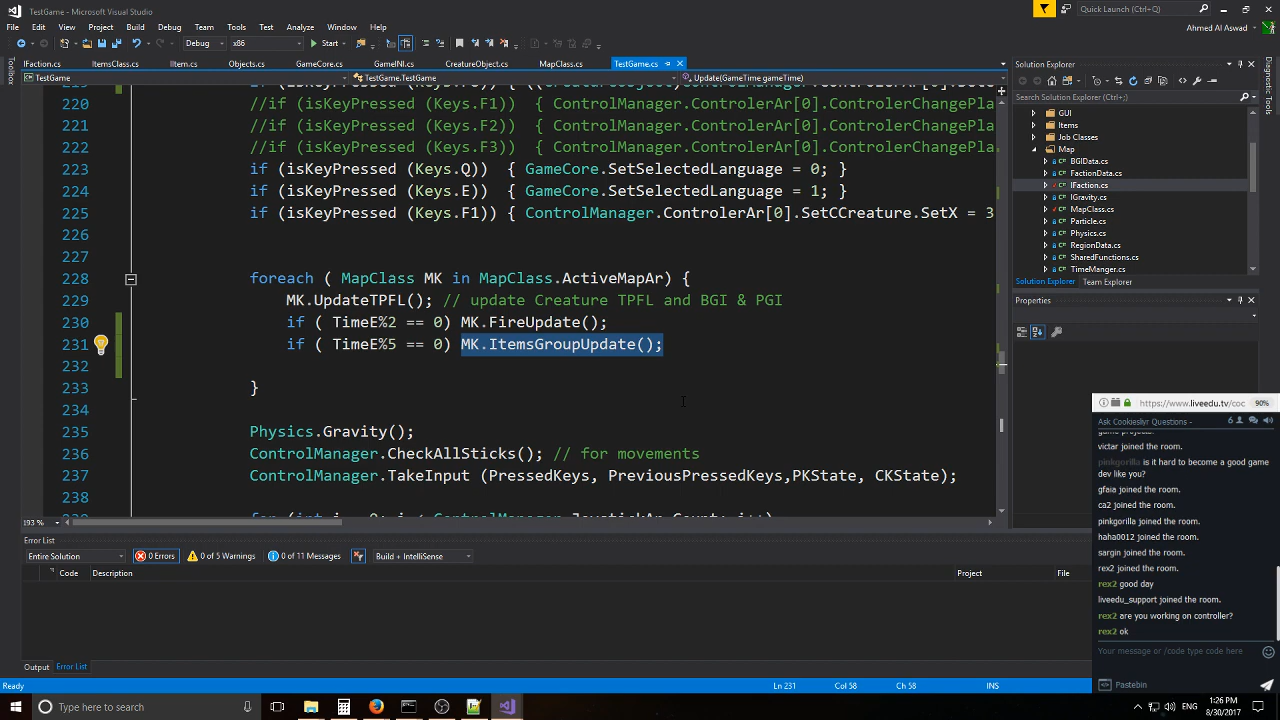 TestGame - Microsoft Visual Studio
Quick Launch (Ctrl+Q)
File Edit View Project Build Debug Team Tools Test Analyze Window Help
Ahmed Al Aswad
Debug x86 Start
IFaction.cs ItemsClass.cs IItem.cs Objects.cs GameCore.cs GameINI.cs CreatureObject.cs MapClass.cs TestGame.cs
TestGame TestGame.TestGame Update(GameTime gameTime)
Toolbox
Diagnostic Tools
220 //if (isKeyPressed (Keys.F1)) { ControlManager.ControlerAr[0].ControlerChangePla
221 //if (isKeyPressed (Keys.F2)) { ControlManager.ControlerAr[0].ControlerChangePla
222 //if (isKeyPressed (Keys.F3)) { ControlManager.ControlerAr[0].ControlerChangePla
223 if (isKeyPressed (Keys.Q)) { GameCore.SetSelectedLanguage = 0; }
224 if (isKeyPressed (Keys.E)) { GameCore.SetSelectedLanguage = 1; }
225 if (isKeyPressed (Keys.F1)) { ControlManager.ControlerAr[0].SetCCreature.SetX = 3
226
227
228 foreach ( MapClass MK in MapClass.ActiveMapAr) {
229 MK.UpdateTPFL(); // update Creature TPFL and BGI & PGI
230 if ( TimeE%2 == 0) MK.FireUpdate();
231 if ( TimeE%5 == 0) MK.ItemsGroupUpdate();
232
233 }
234
235 Physics.Gravity();
236 ControlManager.CheckAllSticks(); // for movements
237 ControlManager.TakeInput (PressedKeys, PreviousPressedKeys,PKState, CKState);
238
193 %
Solution Explorer
Search Solution Explorer (Ctrl+;)
GUI
Items
Job Classes
Map
BGIData.cs
FactionData.cs
IFaction.cs
IGravity.cs
MapClass.cs
Particle.cs
Physics.cs
RegionData.cs
SharedFunctions.cs
TimeManger.cs
Solution Explorer Team Explorer
Properties
Error List
Entire Solution 0 Errors 0 of 5 Warnings 0 of 11 Messages Build + IntelliSense
Code Description Project File
Output Error List
Ready Ln 231 Col 58 Ch 58 INS
https://www.liveedu.tv/coc 90%
Ask Cookieslyr Questions - 6
victar joined the room.
pinkgorilla is it hard to become a good game
dev like you?
gfaia joined the room.
ca2 joined the room.
pinkgorilla joined the room.
haha0012 joined the room.
sargin joined the room.
rex2 joined the room.
rex2 good day
liveedu_support joined the room.
rex2 are you working on controller?
rex2 ok
Your message or /code type code here
Pastebin
Type here to search
ENG
1:26 PM
8/30/2017